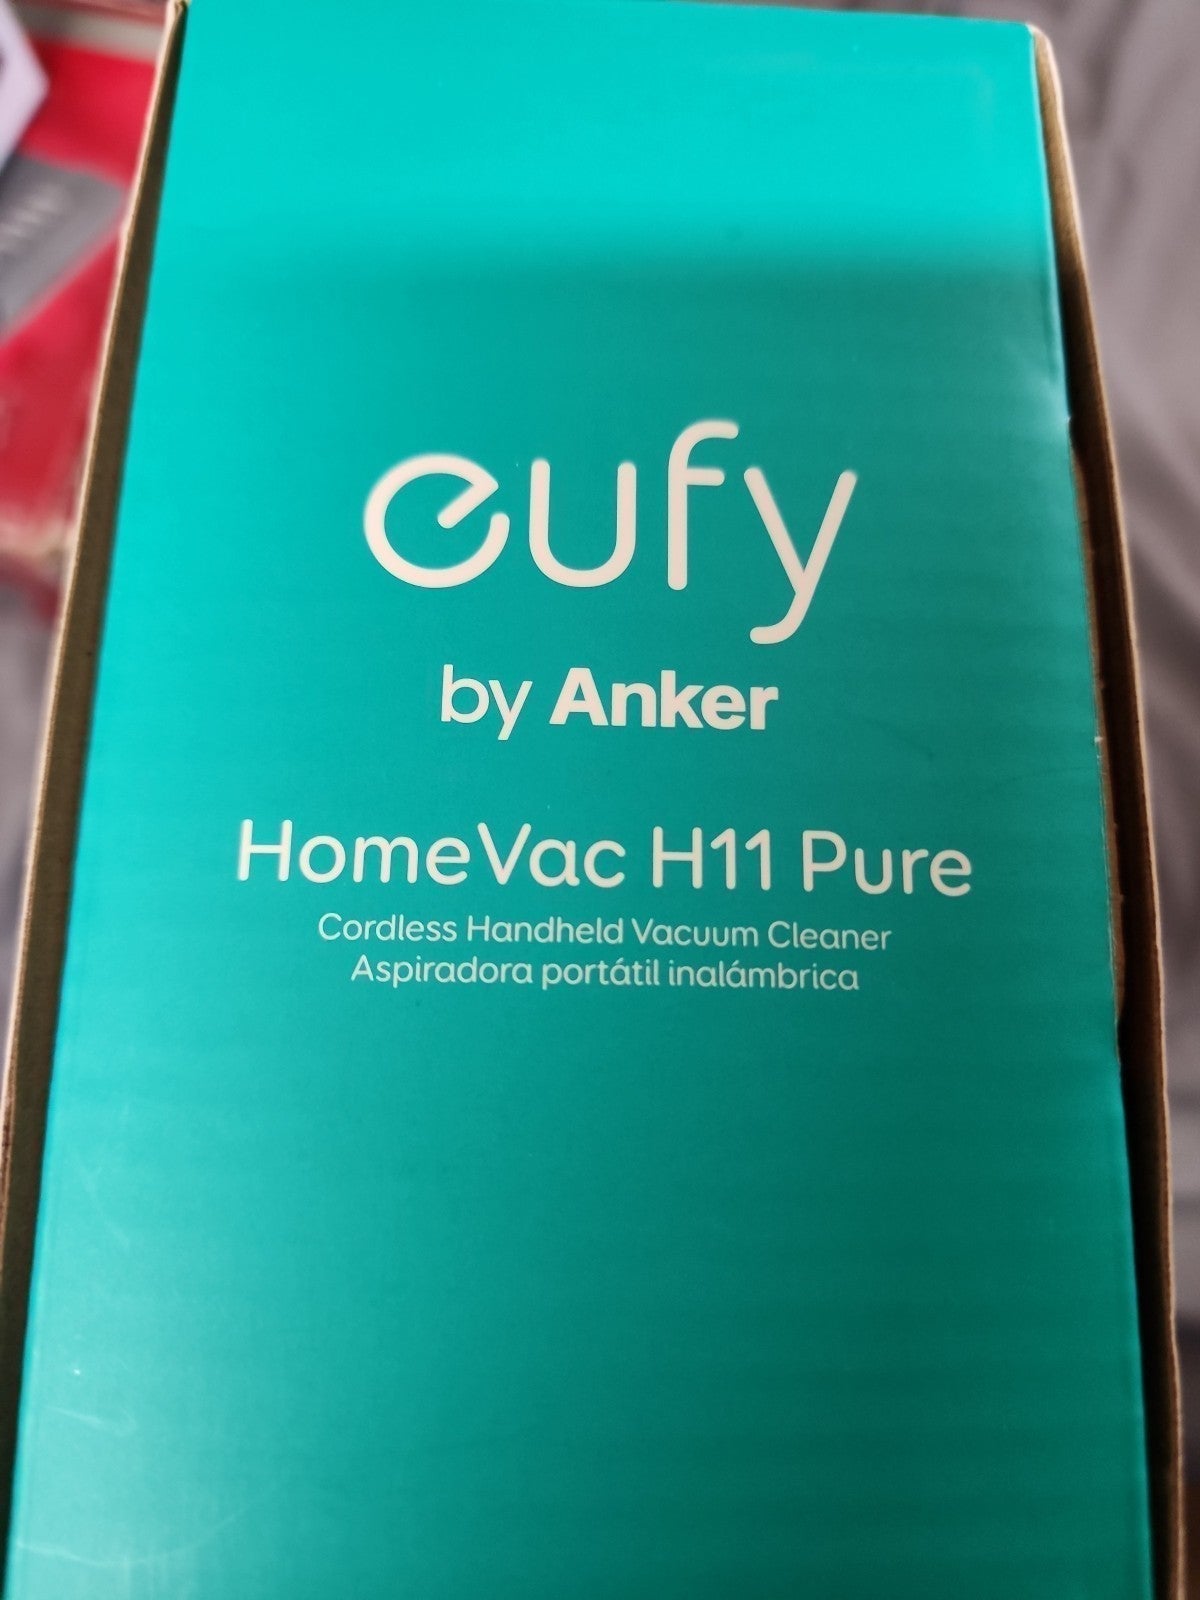 eufy
by Anker
HomeVac H11 Pure
Cordless Handheld Vacuum Cleaner
Aspiradora portátil inalámbrica